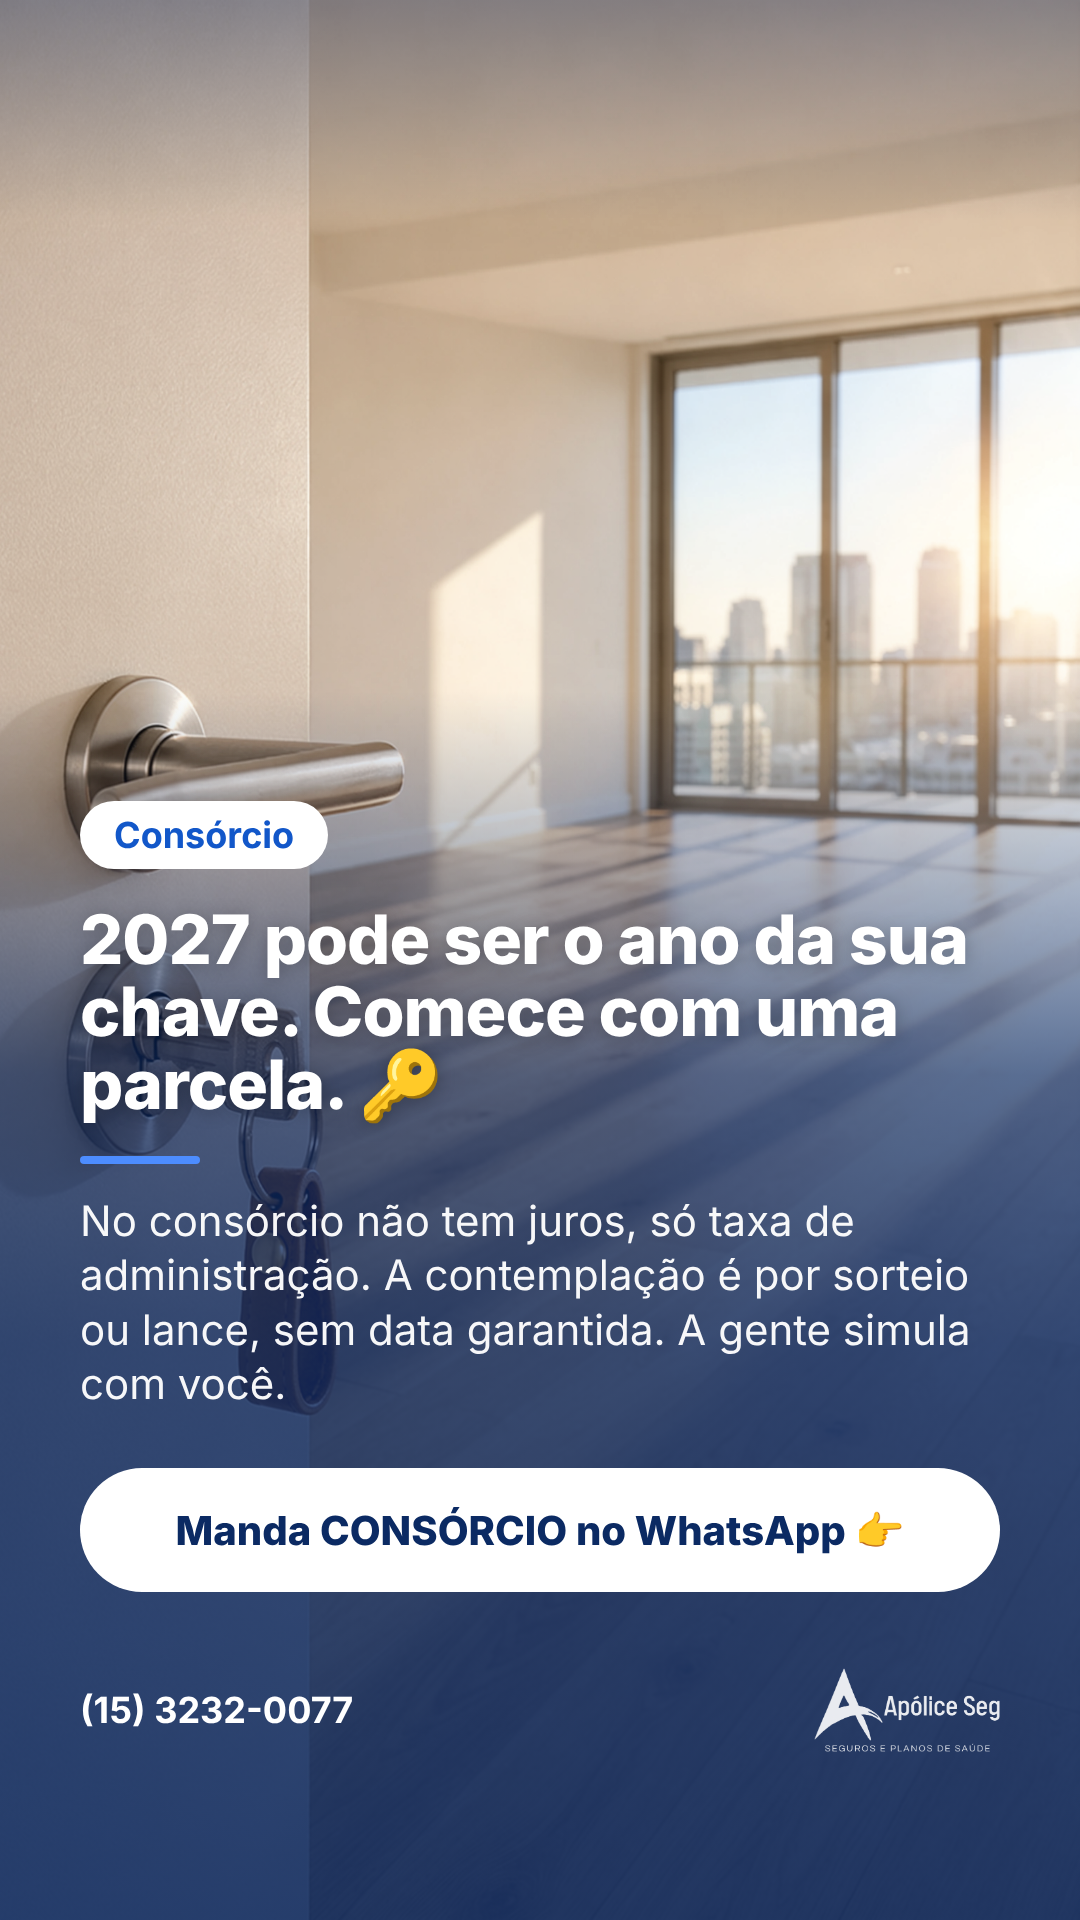 Consórcio
2027 pode ser o ano da sua
chave. Comece com uma
parcela. 🔑
No consórcio não tem juros, só taxa de
administração. A contemplação é por sorteio
ou lance, sem data garantida. A gente simula
com você.
Manda CONSÓRCIO no WhatsApp 👉
(15) 3232-0077
Apólice Seg
SEGUROS E PLANOS DE SAÚDE